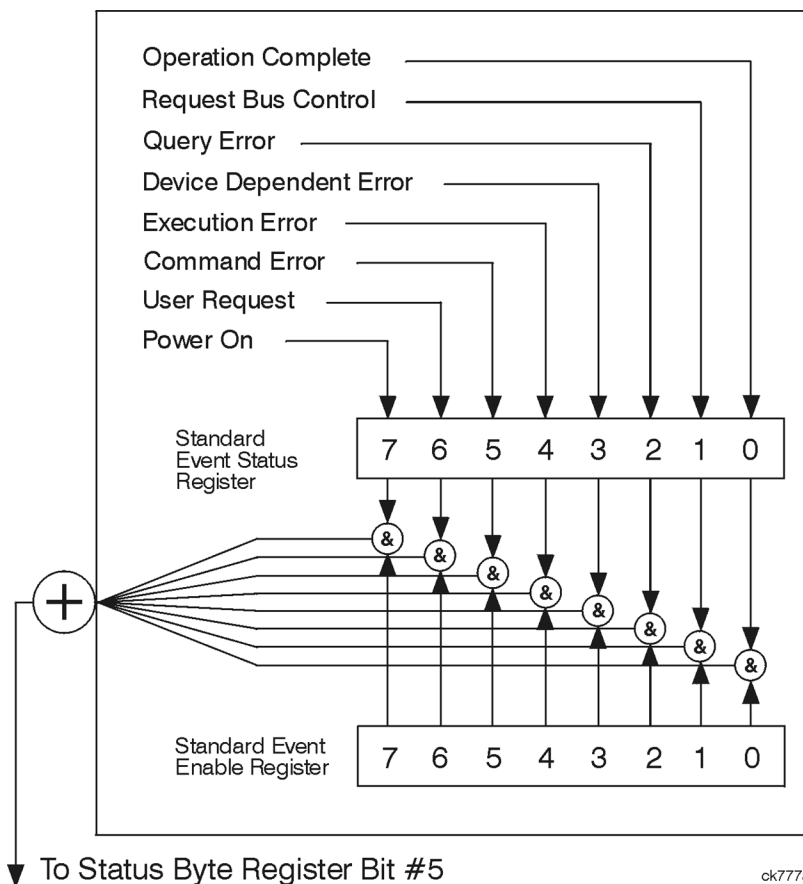 Operation Complete
Request Bus Control
Query Error
Device Dependent Error
Execution Error
Command Error
User Request
Power On
Standard
Event Status
Register
7 6 5 4 3 2 1 0
& & & & & & & &
+
Standard Event
Enable Register
7 6 5 4 3 2 1 0
To Status Byte Register Bit #5